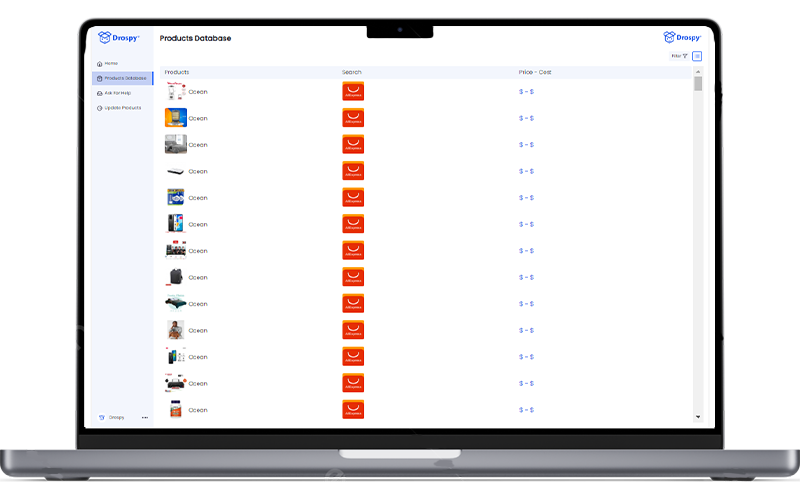 Drospy
Products Database
Drospy
Home
Products Database
Ask For Help
Update Products
Filter
Products Search Price - Cost
Ocean AliExpress $ - $
Ocean AliExpress $ - $
Ocean AliExpress $ - $
Ocean AliExpress $ - $
Ocean AliExpress $ - $
Ocean AliExpress $ - $
Ocean AliExpress $ - $
Ocean AliExpress $ - $
Ocean AliExpress $ - $
Ocean AliExpress $ - $
Ocean AliExpress $ - $
Ocean AliExpress $ - $
Ocean AliExpress $ - $
Drospy